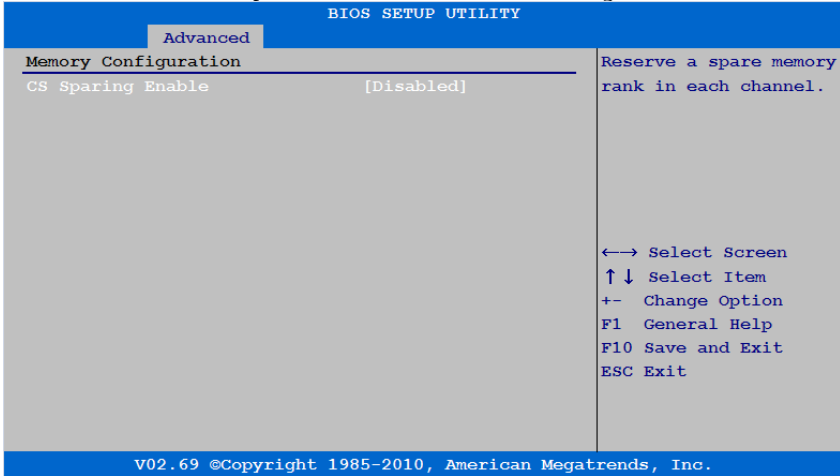 BIOS SETUP UTILITY
Advanced
Memory Configuration
CS Sparing Enable [Disabled]
Reserve a spare memory
rank in each channel.
←→ Select Screen
↑↓ Select Item
+- Change Option
F1 General Help
F10 Save and Exit
ESC Exit
V02.69 ©Copyright 1985-2010, American Megatrends, Inc.